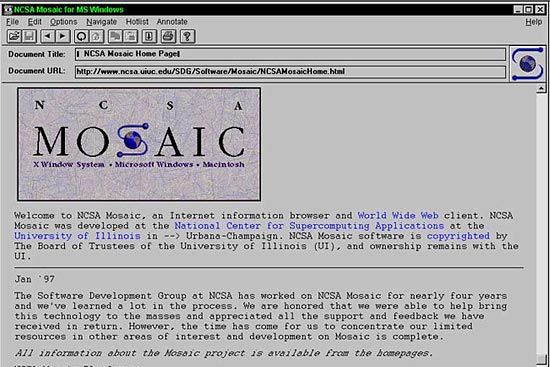 NCSA Mosaic for MS Windows
File Edit Options Navigate Hotlist Annotate Help
Document Title: NCSA Mosaic Home Page
Document URL: http://www.ncsa.uiuc.edu/SDG/Software/Mosaic/NCSAMosaicHome.html
N C S A
MOSAIC
X Window System • Microsoft Windows • Macintosh
Welcome to NCSA Mosaic, an Internet information browser and World Wide Web client. NCSA
Mosaic was developed at the National Center for Supercomputing Applications at the
University of Illinois in --> Urbana-Champaign. NCSA Mosaic software is copyrighted by
The Board of Trustees of the University of Illinois (UI), and ownership remains with the
UI.
Jan `97
The Software Development Group at NCSA has worked on NCSA Mosaic for nearly four years
and we've learned a lot in the process. We are honored that we were able to help bring
this technology to the masses and appreciated all the support and feedback we have
received in return. However, the time has come for us to concentrate our limited
resources in other areas of interest and development on Mosaic is complete.
All information about the Mosaic project is available from the homepages.